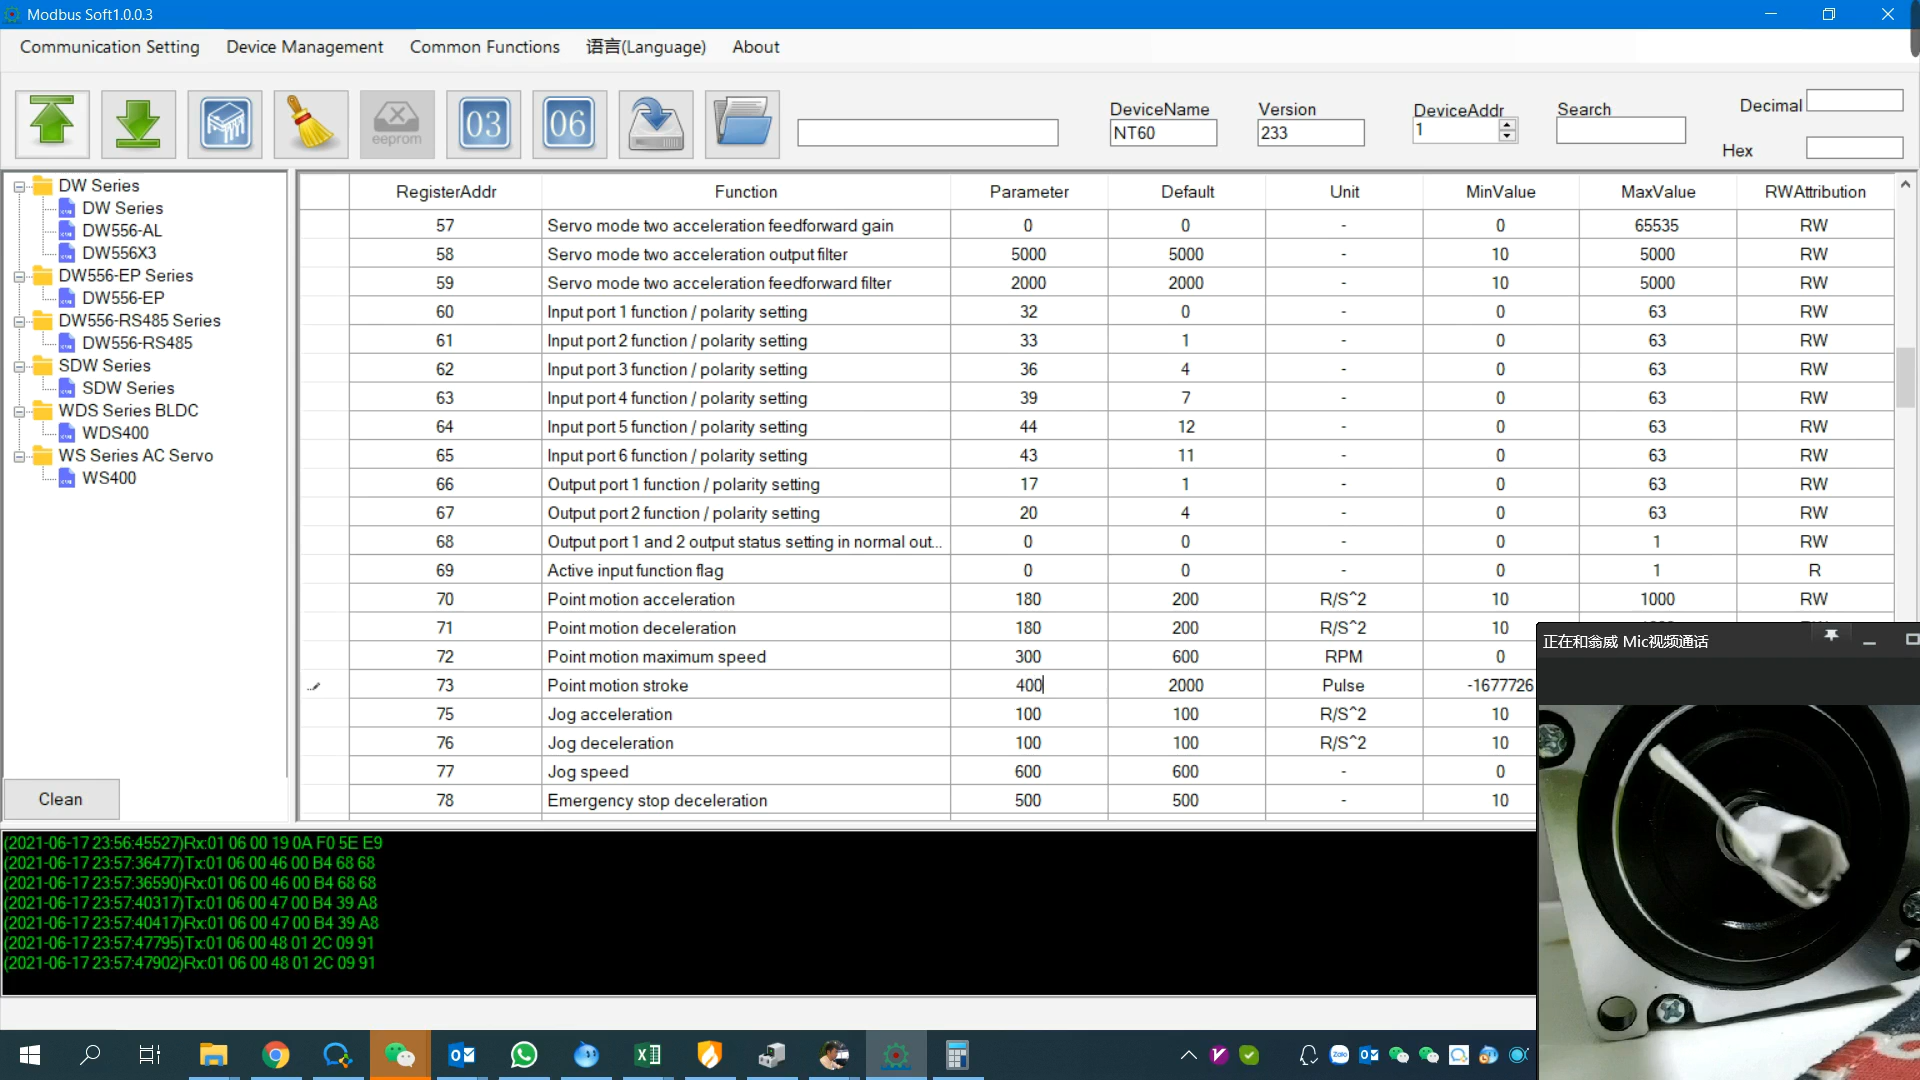 Modbus Soft1.0.0.3
Communication Setting Device Management Common Functions 语言(Language) About
eeprom
03
06
DeviceName
NT60
Version
233
DeviceAddr
1
Search
Decimal
Hex
DW Series
DW Series
DW556-AL
DW556X3
DW556-EP Series
DW556-EP
DW556-RS485 Series
DW556-RS485
SDW Series
SDW Series
WDS Series BLDC
WDS400
WS Series AC Servo
WS400
Clean
RegisterAddr Function Parameter Default Unit MinValue MaxValue RWAttribution
57 Servo mode two acceleration feedforward gain 0 0 - 0 65535 RW
58 Servo mode two acceleration output filter 5000 5000 - 10 5000 RW
59 Servo mode two acceleration feedforward filter 2000 2000 - 10 5000 RW
60 Input port 1 function / polarity setting 32 0 - 0 63 RW
61 Input port 2 function / polarity setting 33 1 - 0 63 RW
62 Input port 3 function / polarity setting 36 4 - 0 63 RW
63 Input port 4 function / polarity setting 39 7 - 0 63 RW
64 Input port 5 function / polarity setting 44 12 - 0 63 RW
65 Input port 6 function / polarity setting 43 11 - 0 63 RW
66 Output port 1 function / polarity setting 17 1 - 0 63 RW
67 Output port 2 function / polarity setting 20 4 - 0 63 RW
68 Output port 1 and 2 output status setting in normal out... 0 0 - 0 1 RW
69 Active input function flag 0 0 - 0 1 R
70 Point motion acceleration 180 200 R/S^2 10 1000 RW
71 Point motion deceleration 180 200 R/S^2 10
72 Point motion maximum speed 300 600 RPM 0
73 Point motion stroke 400 2000 Pulse -1677726
75 Jog acceleration 100 100 R/S^2 10
76 Jog deceleration 100 100 R/S^2 10
77 Jog speed 600 600 - 0
78 Emergency stop deceleration 500 500 - 10
正在和翁威 Mic视频通话
(2021-06-17 23:56:45527)Rx:01 06 00 19 0A F0 5E E9
(2021-06-17 23:57:36477)Tx:01 06 00 46 00 B4 68 68
(2021-06-17 23:57:36590)Rx:01 06 00 46 00 B4 68 68
(2021-06-17 23:57:40317)Tx:01 06 00 47 00 B4 39 A8
(2021-06-17 23:57:40417)Rx:01 06 00 47 00 B4 39 A8
(2021-06-17 23:57:47795)Tx:01 06 00 48 01 2C 09 91
(2021-06-17 23:57:47902)Rx:01 06 00 48 01 2C 09 91